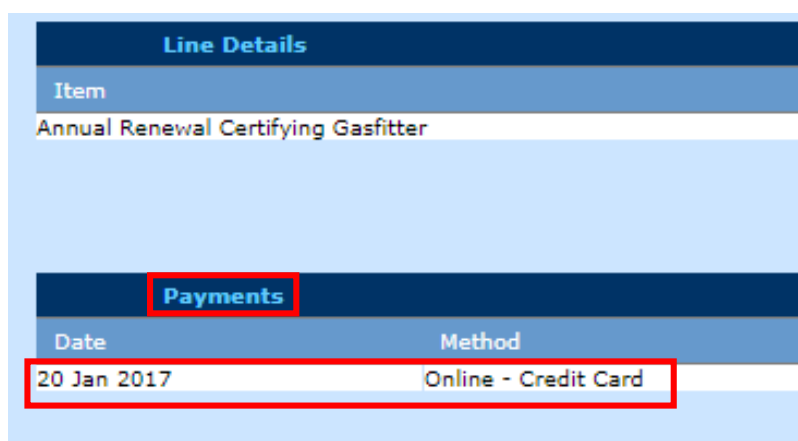 Line Details
Item
Annual Renewal Certifying Gasfitter
Payments
Date Method
20 Jan 2017 Online - Credit Card